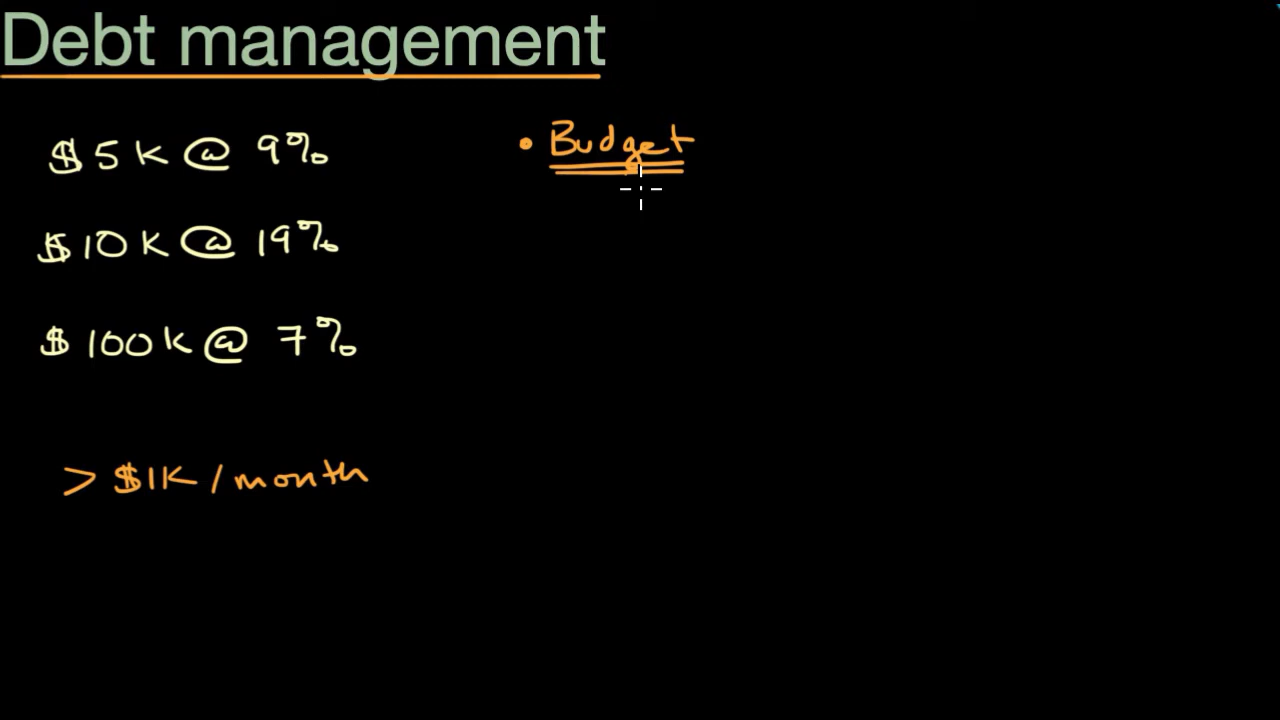 Debt management
$5K @ 9%
• Budget
$10K @ 19%
$100K @ 7%
> $1K / month